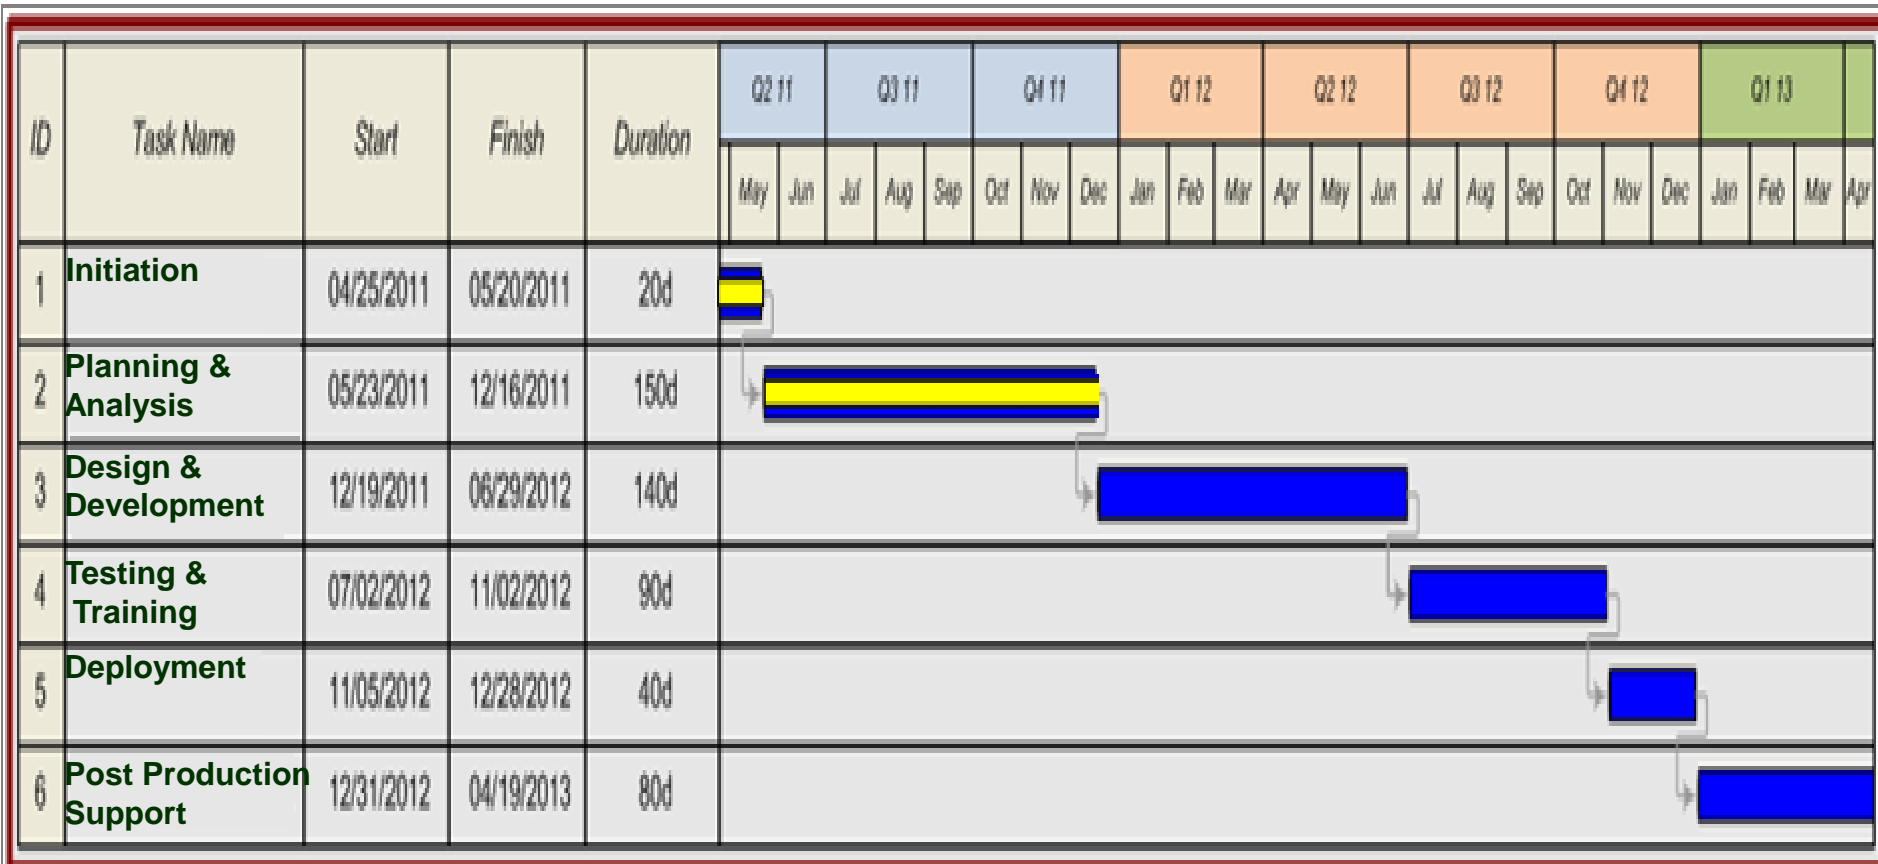 ID Task Name Start Finish Duration Q2 11 Q3 11 Q4 11 Q1 12 Q2 12 Q3 12 Q4 12 Q1 13
May Jun Jul Aug Sep Oct Nov Dec Jan Feb Mar Apr May Jun Jul Aug Sep Oct Nov Dec Jan Feb Mar Apr
1 Initiation 04/25/2011 05/20/2011 20d
2 Planning & 05/23/2011 12/16/2011 150d
Analysis
3 Design & 12/19/2011 06/29/2012 140d
Development
4 Testing & 07/02/2012 11/02/2012 90d
Training
5 Deployment 11/05/2012 12/28/2012 40d
6 Post Production 12/31/2012 04/19/2013 80d
Support